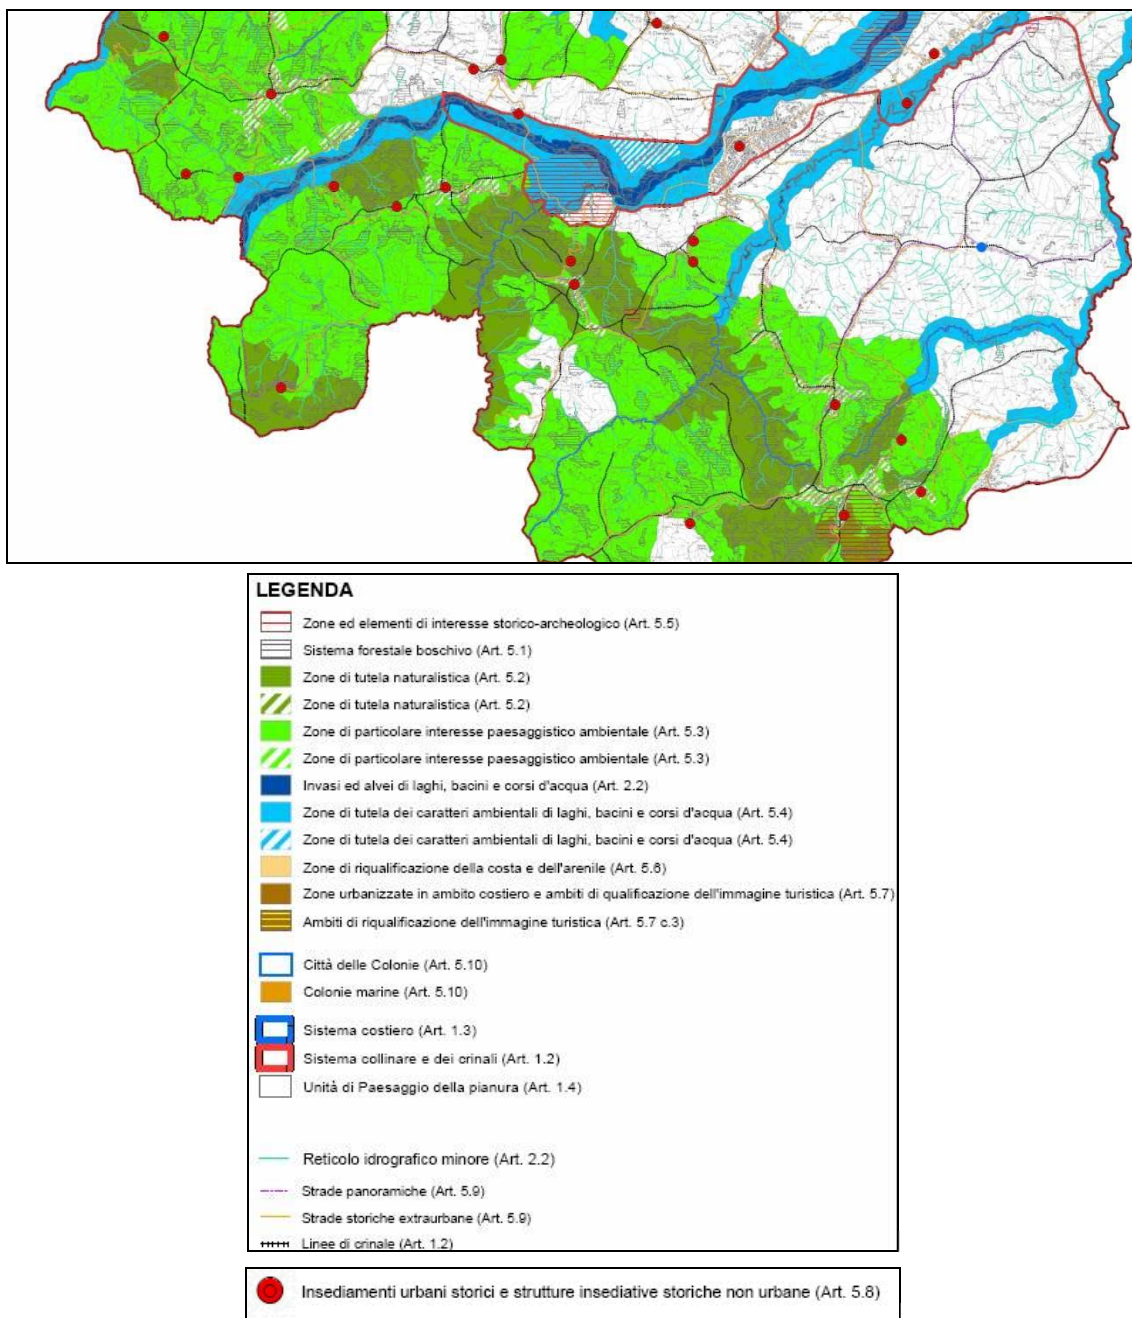 LEGENDA
Zone ed elementi di interesse storico-archeologico (Art. 5.5)
Sistema forestale boschivo (Art. 5.1)
Zone di tutela naturalistica (Art. 5.2)
Zone di tutela naturalistica (Art. 5.2)
Zone di particolare interesse paesaggistico ambientale (Art. 5.3)
Zone di particolare interesse paesaggistico ambientale (Art. 5.3)
Invasi ed alvei di laghi, bacini e corsi d'acqua (Art. 2.2)
Zone di tutela dei caratteri ambientali di laghi, bacini e corsi d'acqua (Art. 5.4)
Zone di tutela dei caratteri ambientali di laghi, bacini e corsi d'acqua (Art. 5.4)
Zone di riqualificazione della costa e dell'arenile (Art. 5.6)
Zone urbanizzate in ambito costiero e ambiti di qualificazione dell'immagine turistica (Art. 5.7)
Ambiti di riqualificazione dell'immagine turistica (Art. 5.7 c.3)
Città delle Colonie (Art. 5.10)
Colonie marine (Art. 5.10)
Sistema costiero (Art. 1.3)
Sistema collinare e dei crinali (Art. 1.2)
Unità di Paesaggio della pianura (Art. 1.4)
Reticolo idrografico minore (Art. 2.2)
Strade panoramiche (Art. 5.9)
Strade storiche extraurbane (Art. 5.9)
Linee di crinale (Art. 1.2)
Insediamenti urbani storici e strutture insediative storiche non urbane (Art. 5.8)